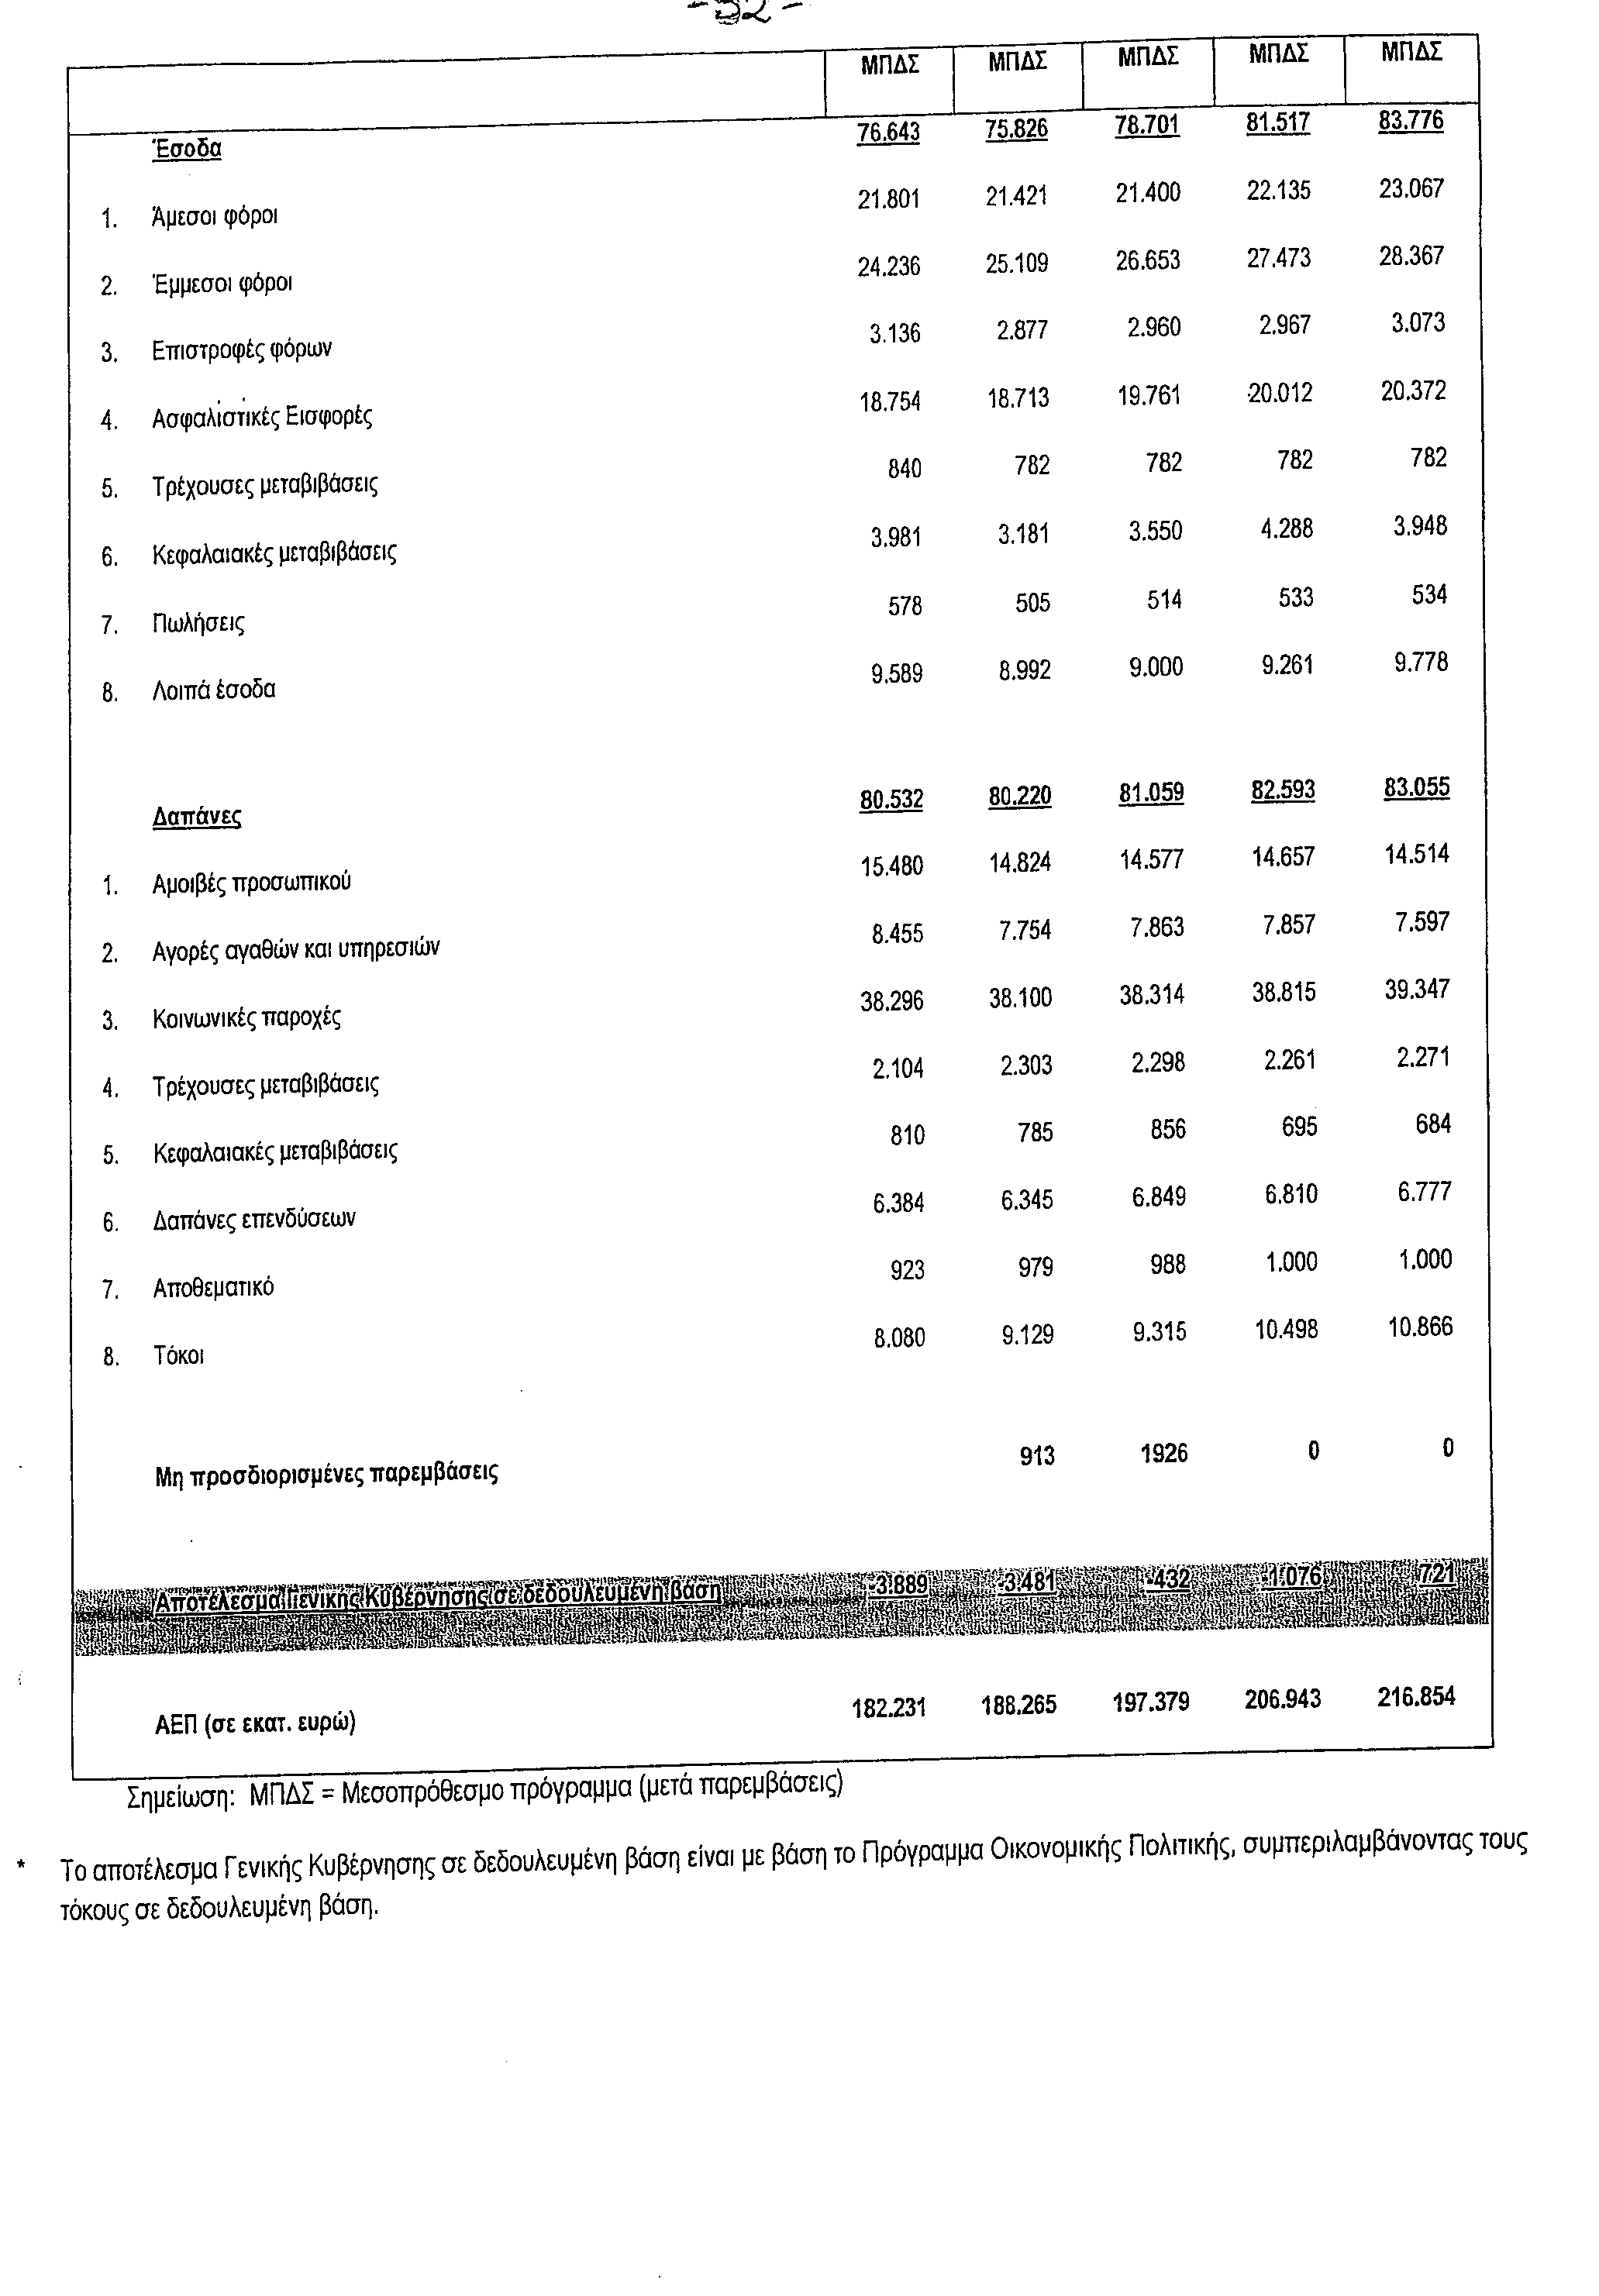 -32-
ΜΠΔΣ ΜΠΔΣ ΜΠΔΣ ΜΠΔΣ ΜΠΔΣ
Έσοδα 76.643 75.826 78.701 81.517 83.776
1. Άμεσοι φόροι 21.801 21.421 21.400 22.135 23.067
2. Έμμεσοι φόροι 24.236 25.109 26.653 27.473 28.367
3. Επιστροφές φόρων 3.136 2.877 2.960 2.967 3.073
4. Ασφαλιστικές Εισφορές 18.754 18.713 19.761 20.012 20.372
5. Τρέχουσες μεταβιβάσεις 840 782 782 782 782
6. Κεφαλαιακές μεταβιβάσεις 3.981 3.181 3.550 4.288 3.948
7. Πωλήσεις 578 505 514 533 534
8. Λοιπά έσοδα 9.589 8.992 9.000 9.261 9.778
Δαπάνες 80.532 80.220 81.059 82.593 83.055
1. Αμοιβές προσωπικού 15.480 14.824 14.577 14.657 14.514
2. Αγορές αγαθών και υπηρεσιών 8.455 7.754 7.863 7.857 7.597
3. Κοινωνικές παροχές 38.296 38.100 38.314 38.815 39.347
4. Τρέχουσες μεταβιβάσεις 2.104 2.303 2.298 2.261 2.271
5. Κεφαλαιακές μεταβιβάσεις 810 785 856 695 684
6. Δαπάνες επενδύσεων 6.384 6.345 6.849 6.810 6.777
7. Αποθεματικό 923 979 988 1.000 1.000
8. Τόκοι 8.080 9.129 9.315 10.498 10.866
Μη προσδιορισμένες παρεμβάσεις 913 1926 0 0
Αποτέλεσμα Γενικής Κυβέρνησης σε δεδουλευμένη βάση -3.889 -3.481 -432 -1.076 721
ΑΕΠ (σε εκατ. ευρώ) 182.231 188.265 197.379 206.943 216.854
Σημείωση: ΜΠΔΣ = Μεσοπρόθεσμο πρόγραμμα (μετά παρεμβάσεις)
* Το αποτέλεσμα Γενικής Κυβέρνησης σε δεδουλευμένη βάση είναι με βάση το Πρόγραμμα Οικονομικής Πολιτικής, συμπεριλαμβάνοντας τους
τόκους σε δεδουλευμένη βάση.